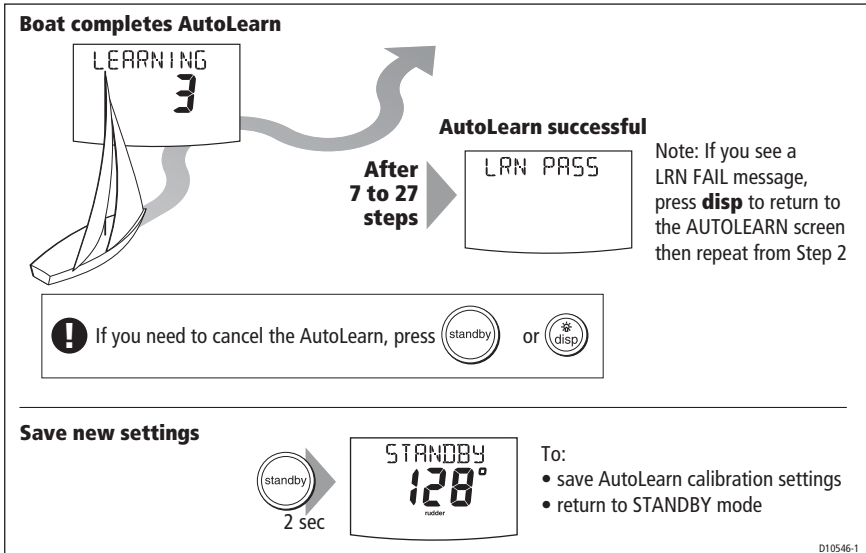 Boat completes AutoLearn
LEARNING
3
AutoLearn successful
After
7 to 27
steps
LRN PASS
Note: If you see a
LRN FAIL message,
press disp to return to
the AUTOLEARN screen
then repeat from Step 2
! If you need to cancel the AutoLearn, press standby or disp
Save new settings
standby
2 sec
STANDBY
128°
rudder
To:
• save AutoLearn calibration settings
• return to STANDBY mode
D10546-1